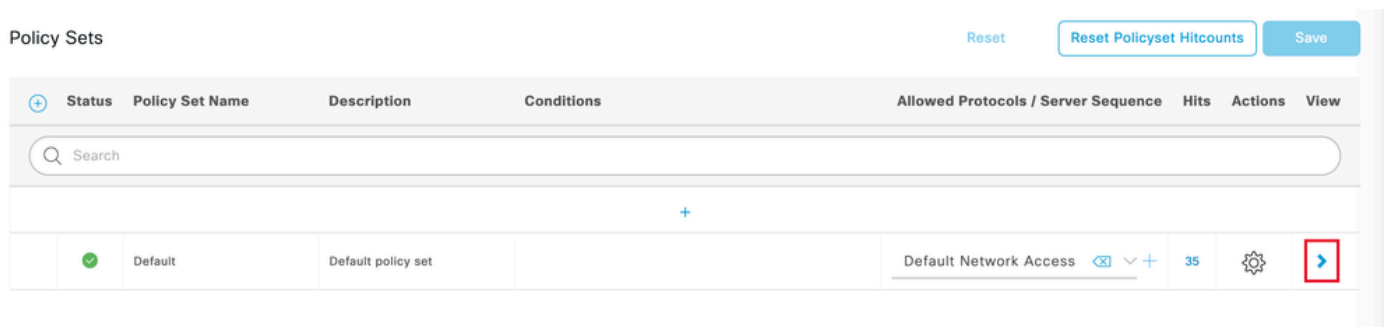 Policy Sets Reset Reset Policyset Hitcounts Save
Status Policy Set Name Description Conditions Allowed Protocols / Server Sequence Hits Actions View
Search
+
Default Default policy set Default Network Access + 35